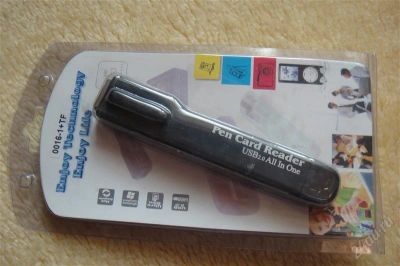 Enjoy Technology
Enjoy Life
0016-1+TF
Pen Card Reader
USB2.0 All In One